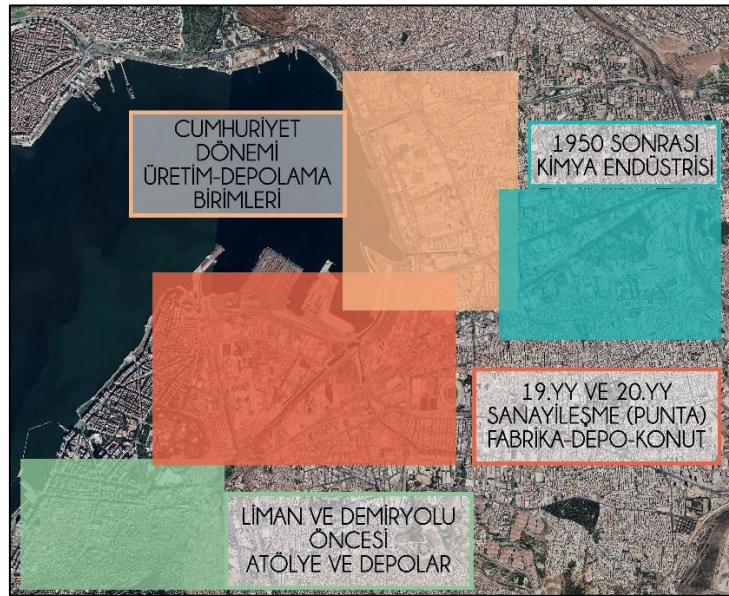 CUMHURİYET
DÖNEMİ
ÜRETİM-DEPOLAMA
BİRİMLERİ
1950 SONRASI
KİMYA ENDÜSTRİSİ
19.YY VE 20.YY
SANAYİLEŞME (PUNTA)
FABRİKA-DEPO-KONUT
LİMAN VE DEMİRYOLU
ÖNCESİ
ATÖLYE VE DEPOLAR